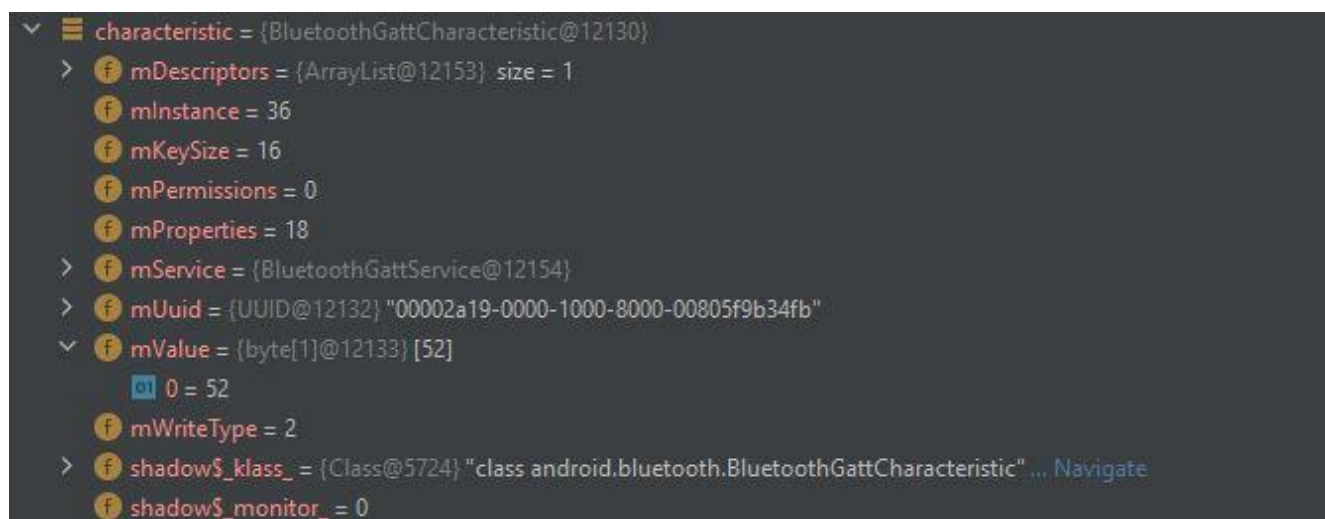 characteristic = {BluetoothGattCharacteristic@12130}
mDescriptors = {ArrayList@12153} size = 1
mInstance = 36
mKeySize = 16
mPermissions = 0
mProperties = 18
mService = {BluetoothGattService@12154}
mUuid = {UUID@12132} "00002a19-0000-1000-8000-00805f9b34fb"
mValue = {byte[1]@12133} [52]
01 0 = 52
mWriteType = 2
shadow$_klass_ = {Class@5724} "class android.bluetooth.BluetoothGattCharacteristic" ... Navigate
shadow$_monitor_ = 0